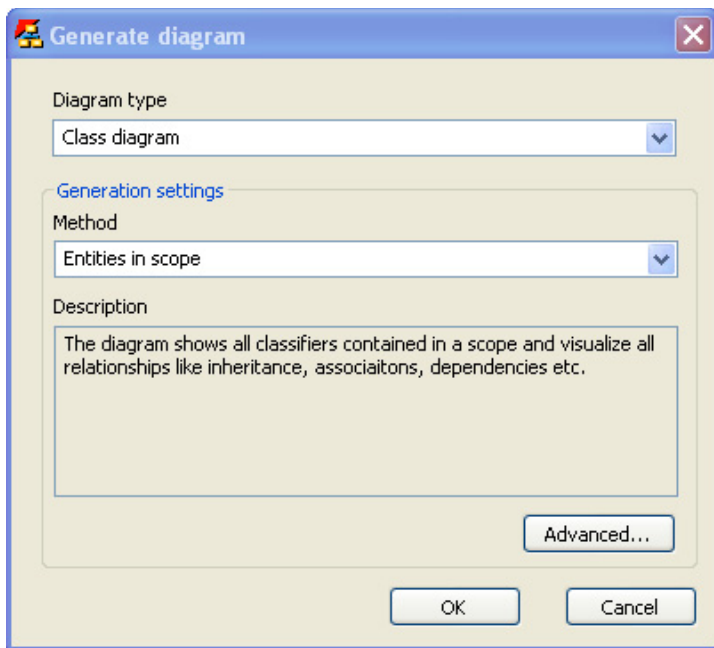 Generate diagram
Diagram type
Class diagram
Generation settings
Method
Entities in scope
Description
The diagram shows all classifiers contained in a scope and visualize all
relationships like inheritance, associaitons, dependencies etc.
Advanced...
OK
Cancel